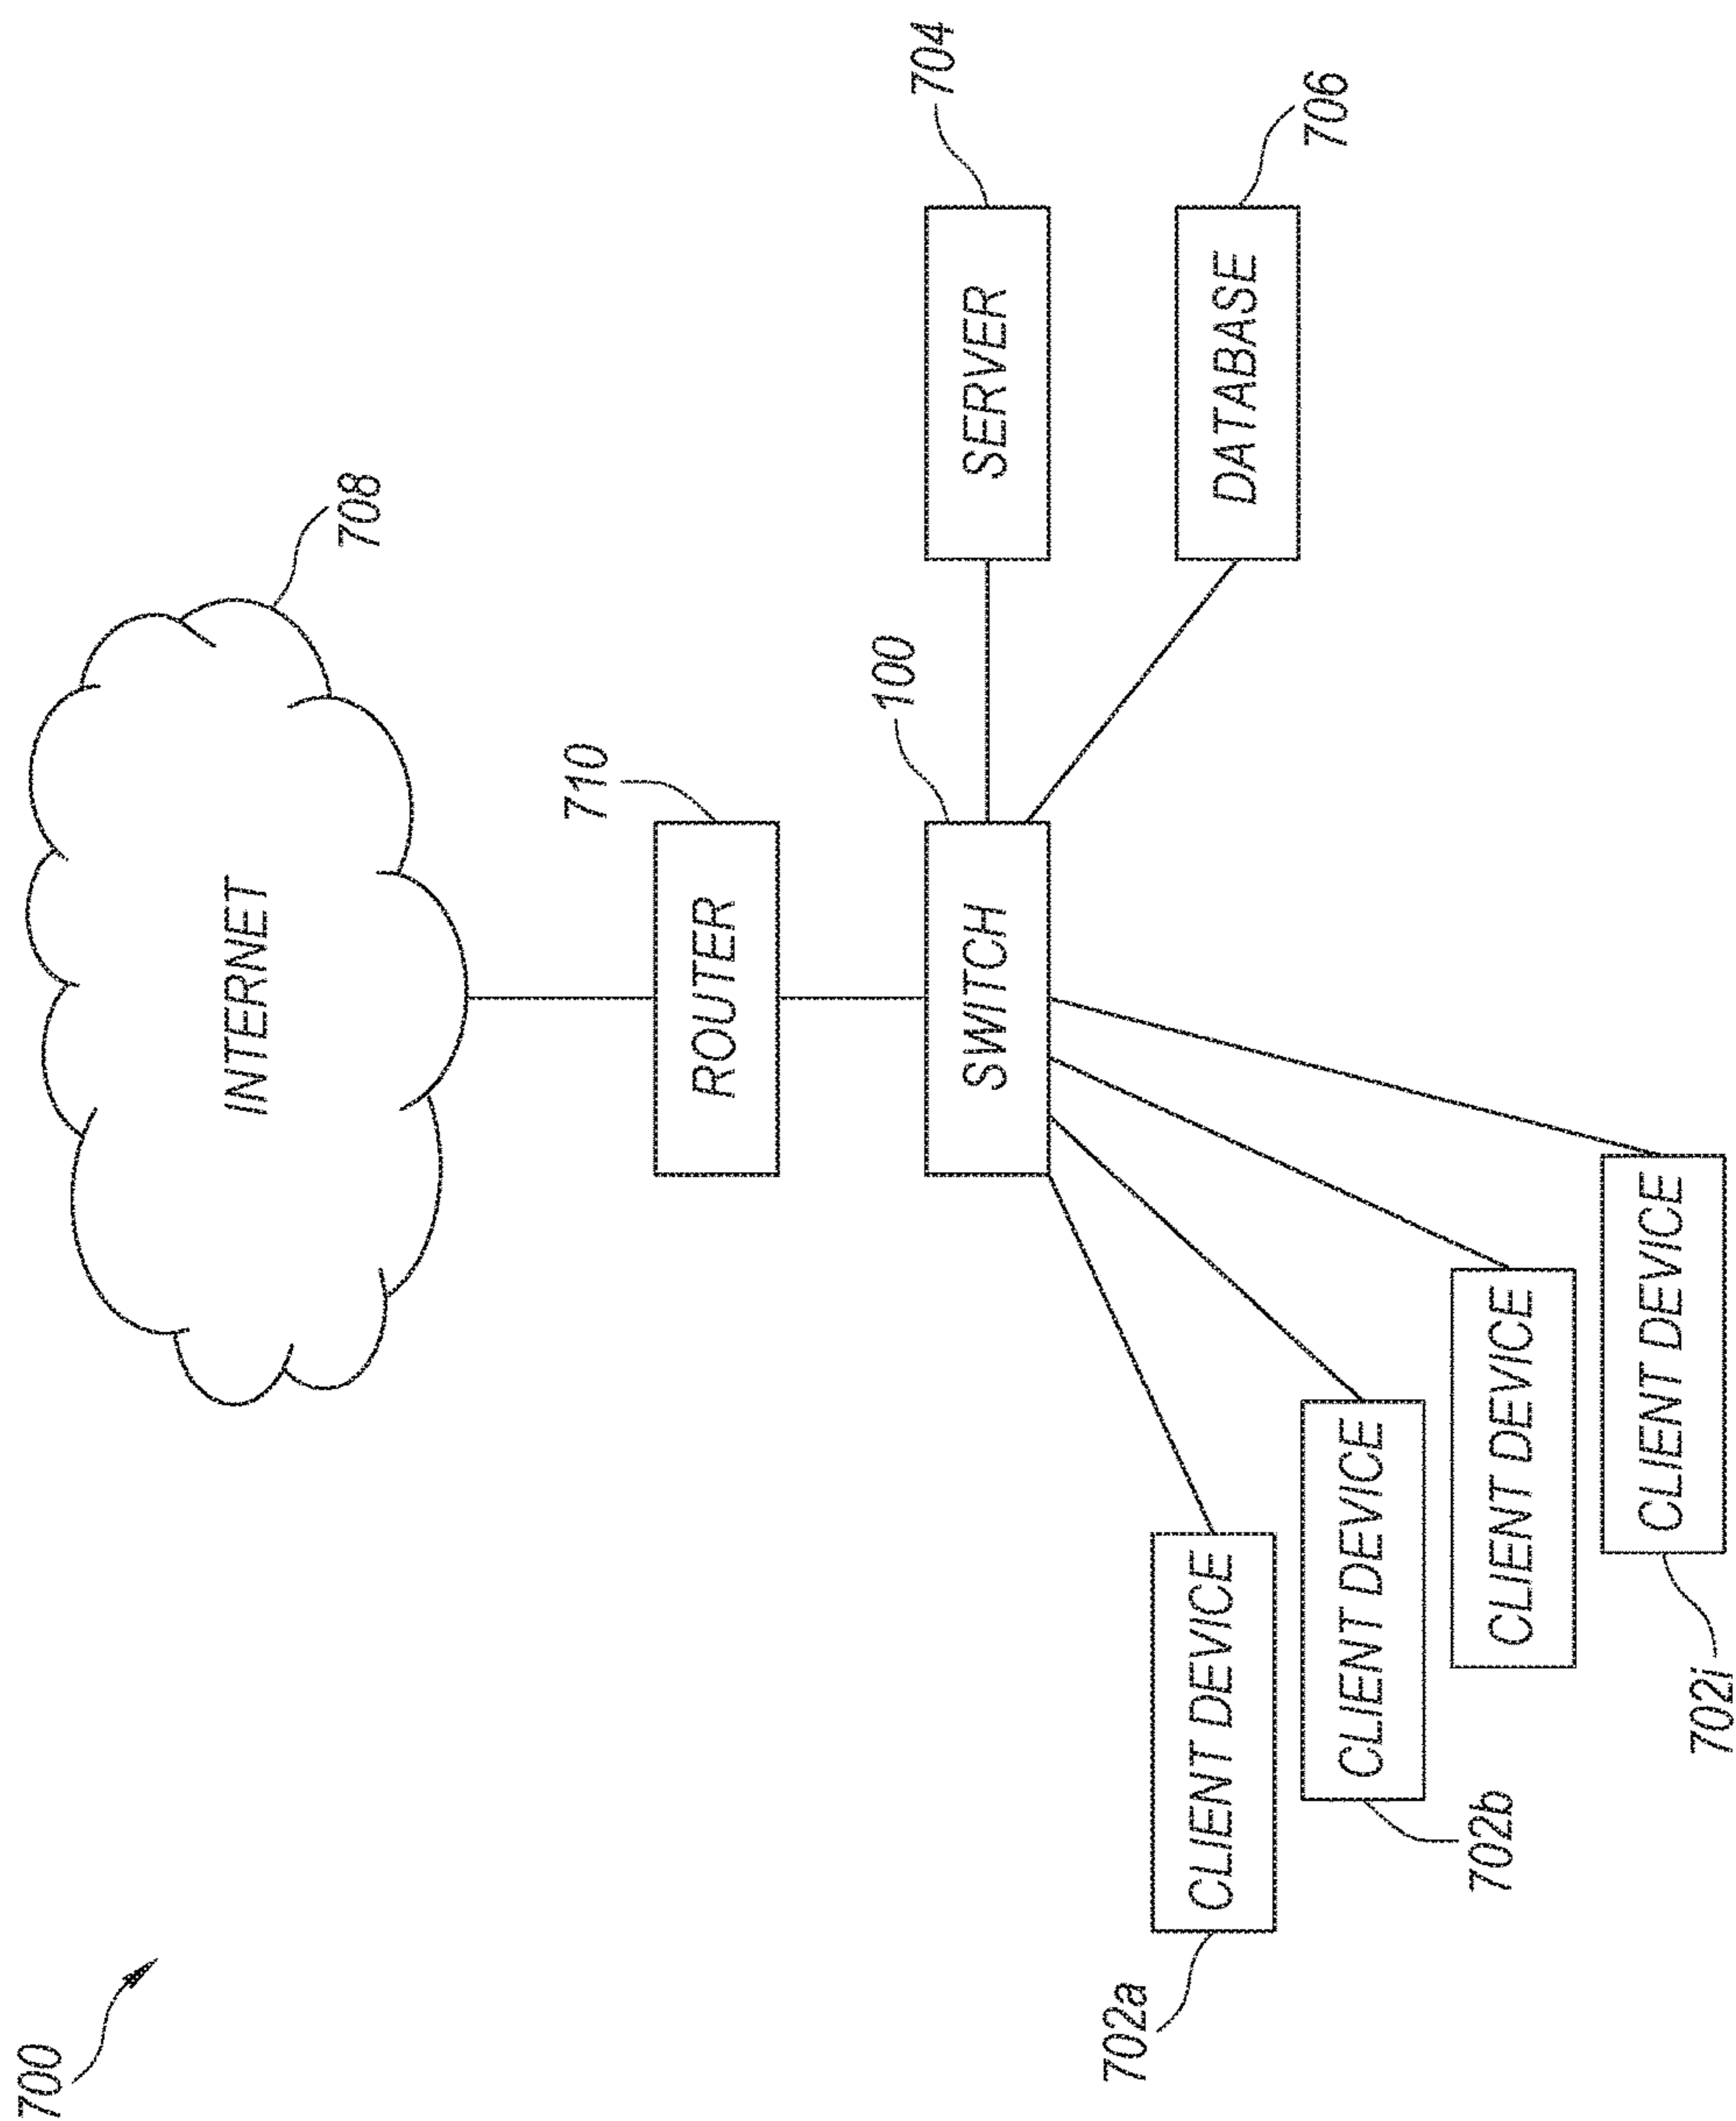 700
INTERNET
708
ROUTER
710
SWITCH
100
SERVER
704
DATABASE
706
CLIENT DEVICE
702a
CLIENT DEVICE
702b
CLIENT DEVICE
CLIENT DEVICE
702i